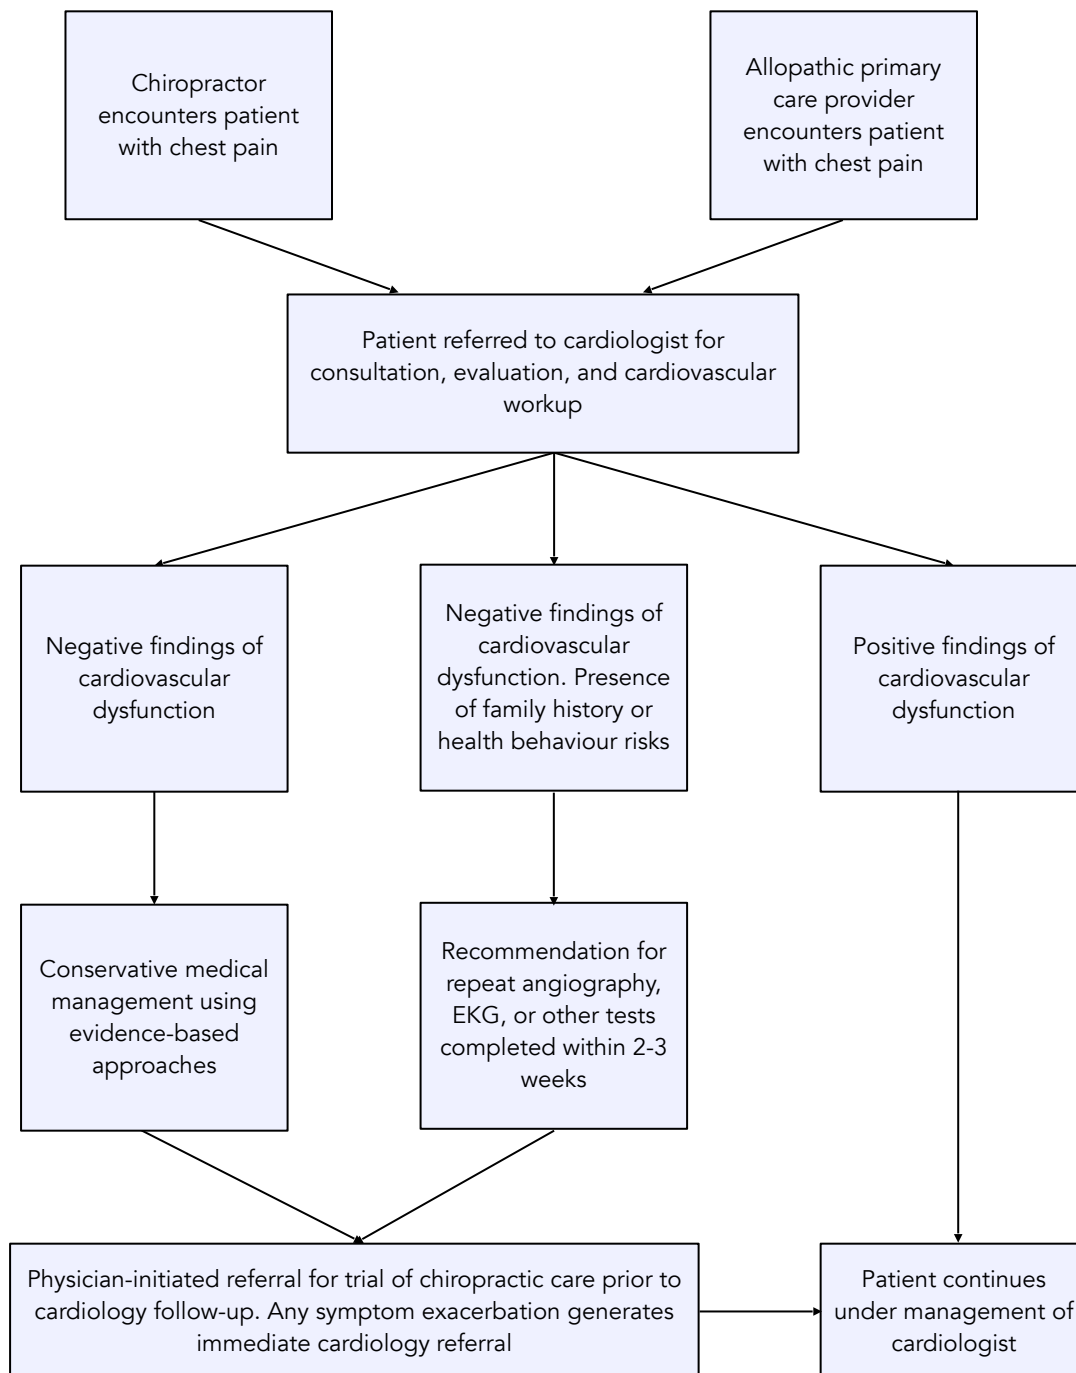 Chiropractor
encounters patient
with chest pain
Allopathic primary
care provider
encounters patient
with chest pain
Patient referred to cardiologist for
consultation, evaluation, and cardiovascular
workup
Negative findings of
cardiovascular
dysfunction
Negative findings of
cardiovascular
dysfunction. Presence
of family history or
health behaviour risks
Positive findings of
cardiovascular
dysfunction
Conservative medical
management using
evidence-based
approaches
Recommendation for
repeat angiography,
EKG, or other tests
completed within 2-3
weeks
Physician-initiated referral for trial of chiropractic care prior to
cardiology follow-up. Any symptom exacerbation generates
immediate cardiology referral
Patient continues
under management of
cardiologist